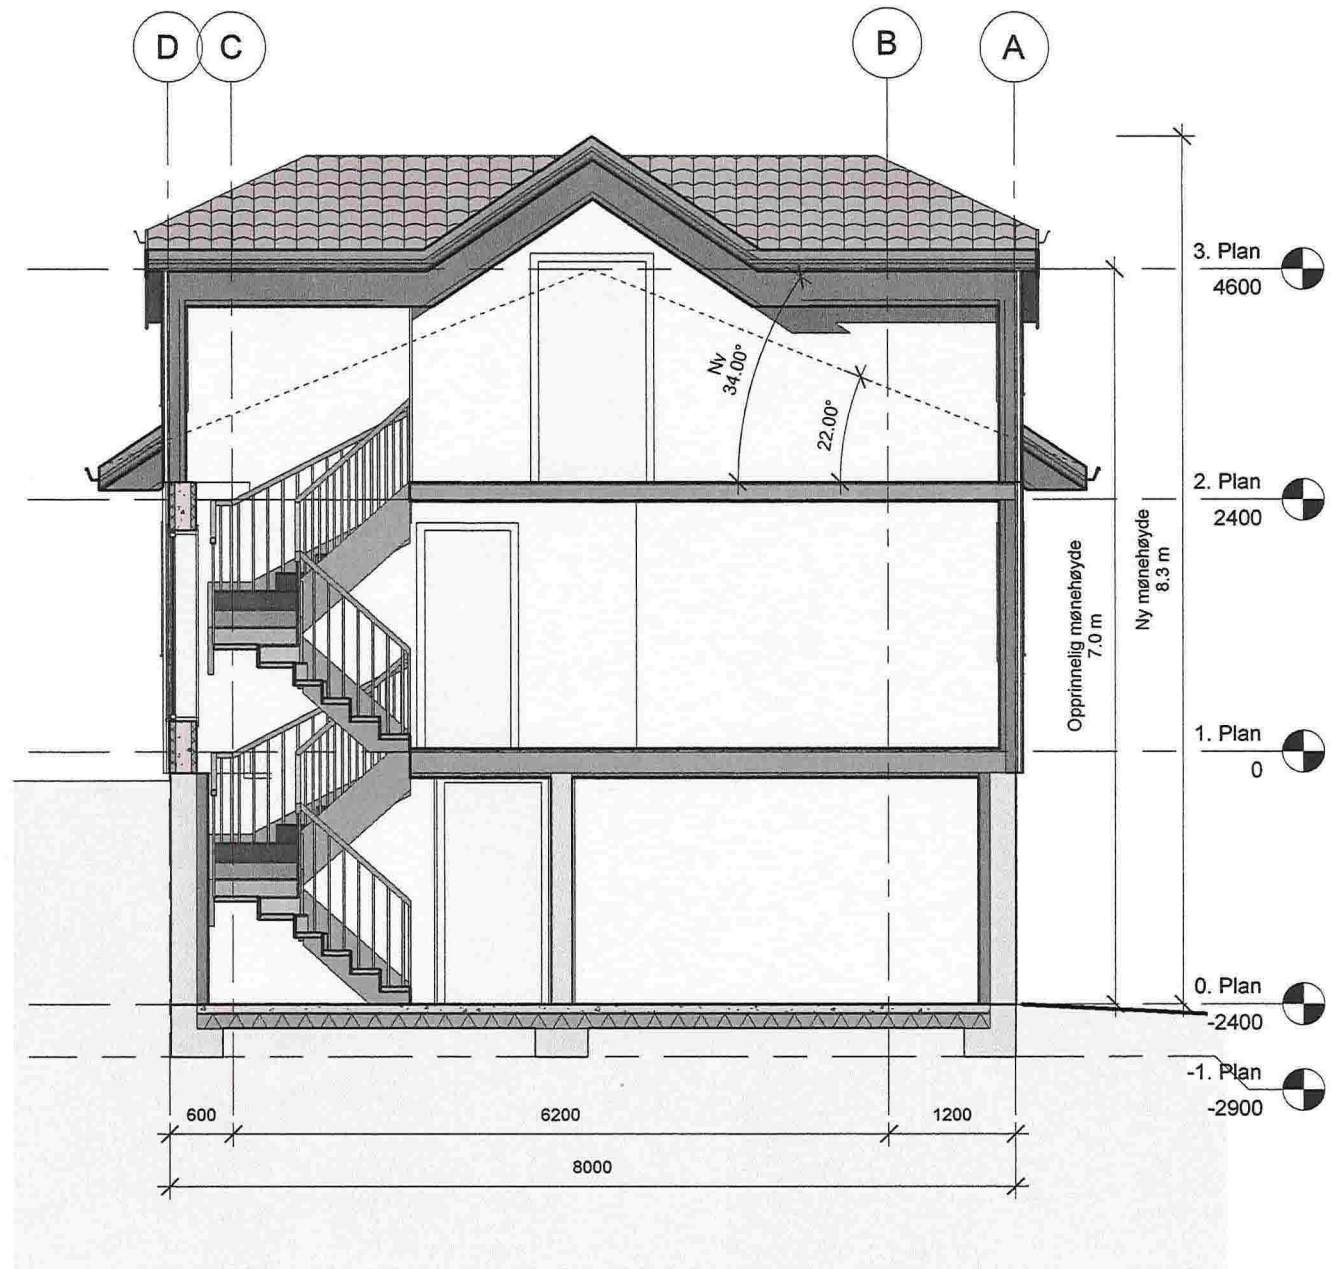 D
C
B
A
3. Plan
4600
Ny
34.00°
22.00°
2. Plan
2400
Opprinnelig mønehøyde
7.0 m
Ny mønehøyde
8.3 m
1. Plan
0
0. Plan
-2400
-1. Plan
-2900
600
6200
1200
8000